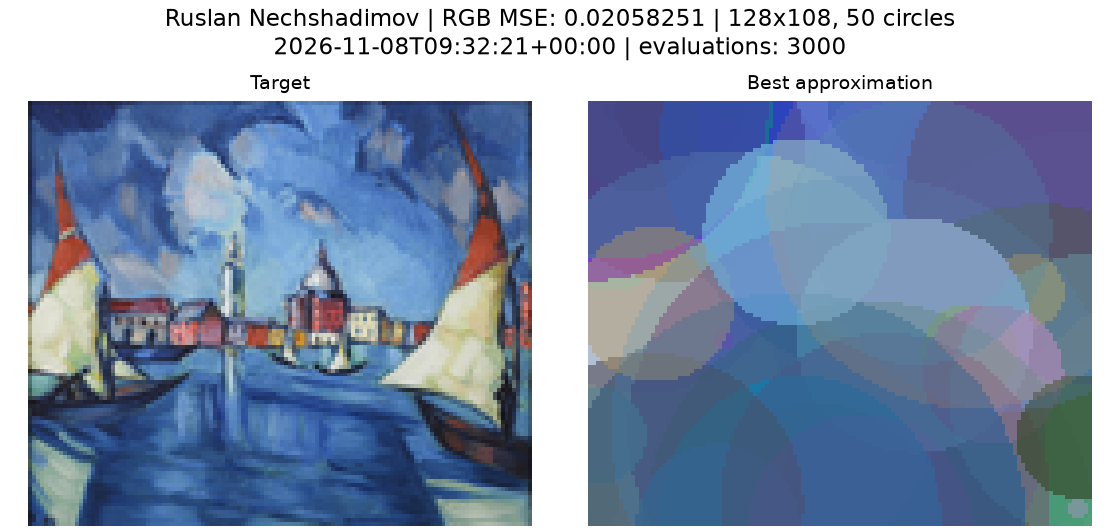 Ruslan Nechshadimov | RGB MSE: 0.02058251 | 128x108, 50 circles
2026-11-08T09:32:21+00:00 | evaluations: 3000
Target
Best approximation